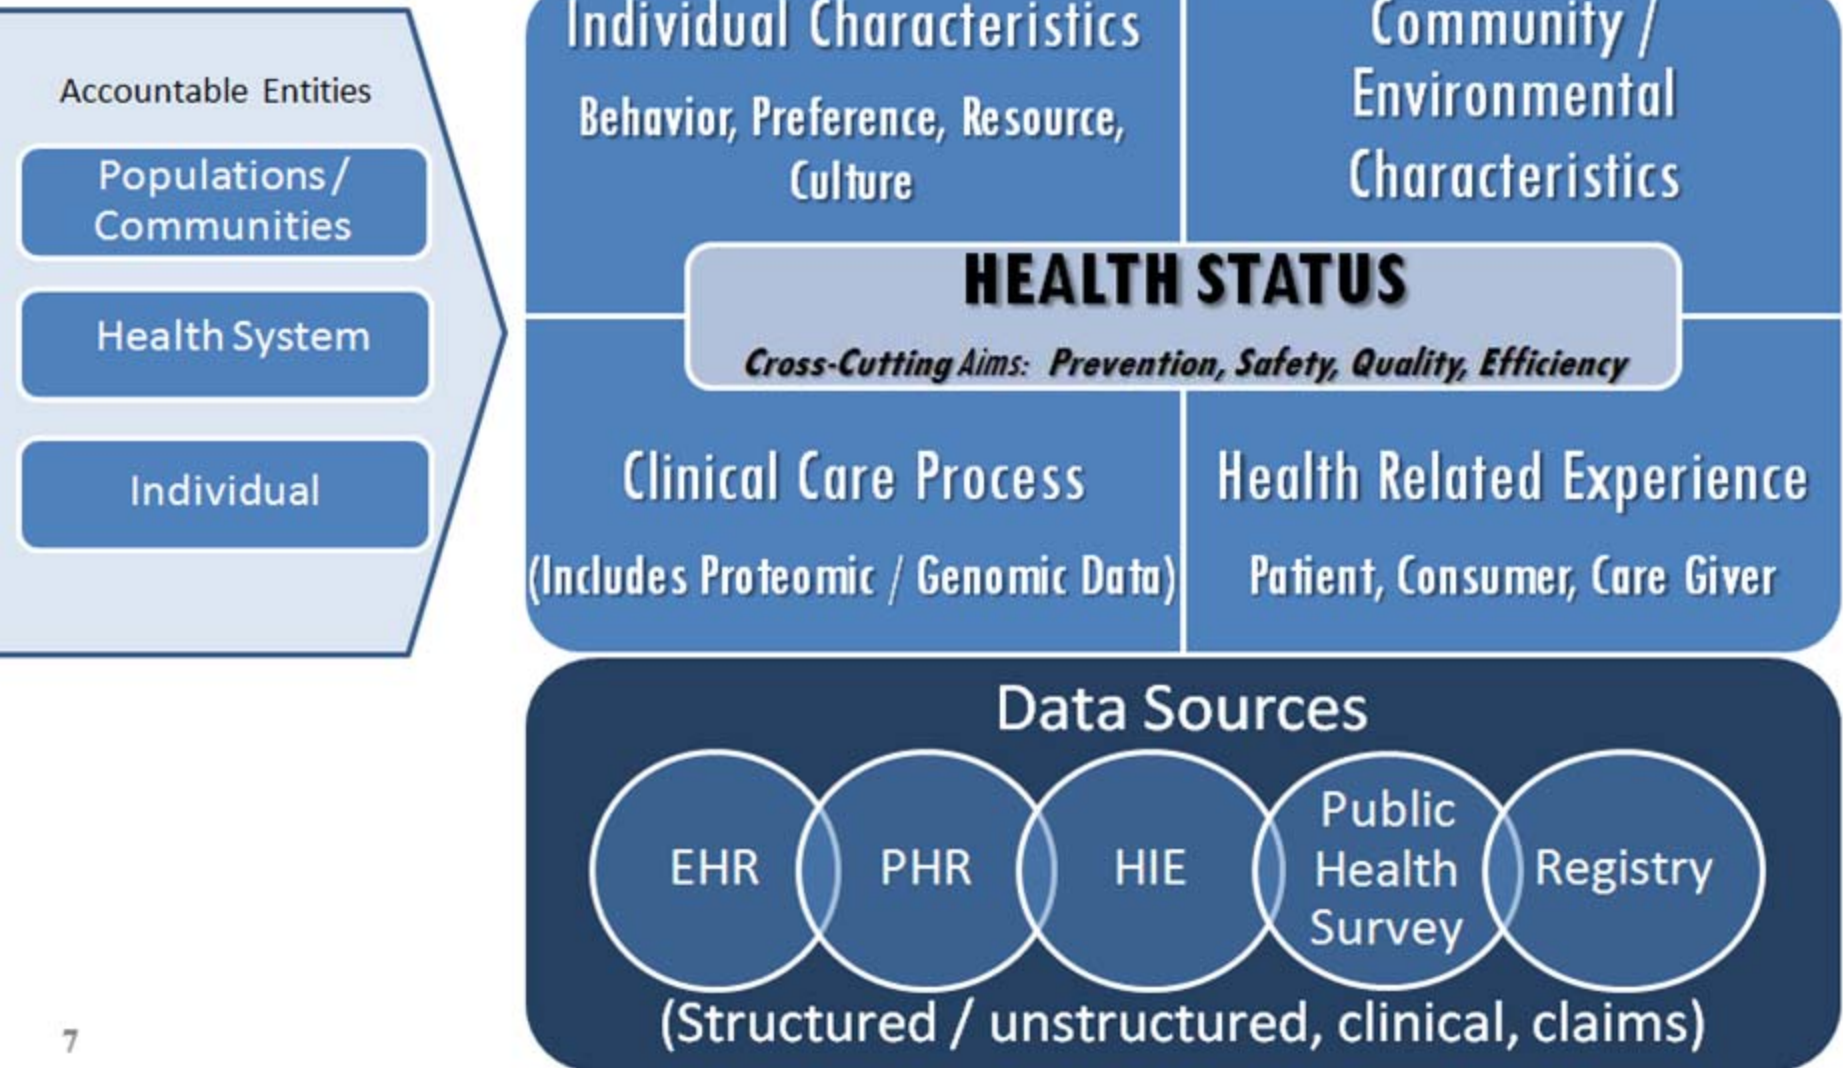 Accountable Entities
Populations /
Communities
Health System
Individual
Individual Characteristics
Behavior, Preference, Resource,
Culture
Community /
Environmental
Characteristics
HEALTH STATUS
Cross-Cutting Aims: Prevention, Safety, Quality, Efficiency
Clinical Care Process
(Includes Proteomic / Genomic Data)
Health Related Experience
Patient, Consumer, Care Giver
Data Sources
EHR
PHR
HIE
Public
Health
Survey
Registry
(Structured / unstructured, clinical, claims)
7